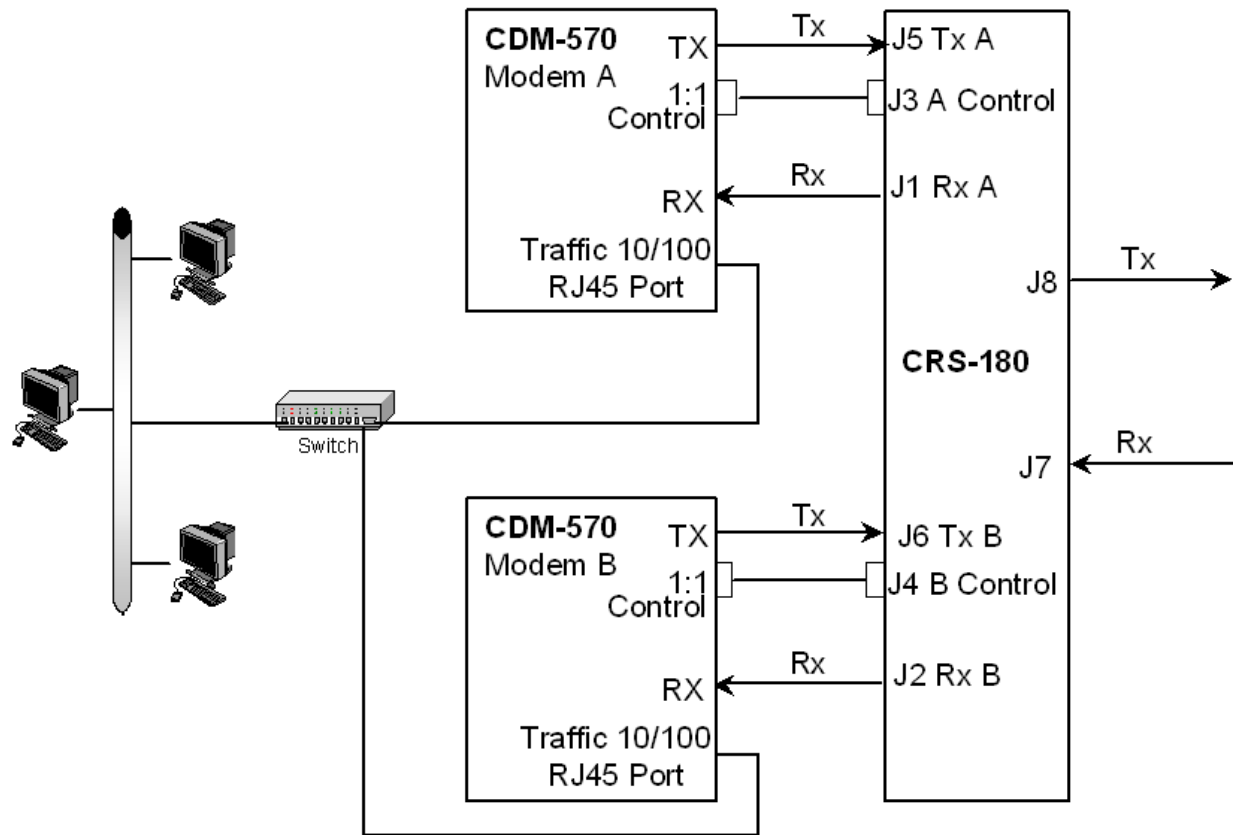 CDM-570
Modem A
TX
1:1
Control
RX
Traffic 10/100
RJ45 Port
Tx
Rx
J5 Tx A
J3 A Control
J1 Rx A
J8
Tx
CRS-180
J7
Rx
Switch
CDM-570
Modem B
TX
1:1
Control
RX
Traffic 10/100
RJ45 Port
Tx
Rx
J6 Tx B
J4 B Control
J2 Rx B